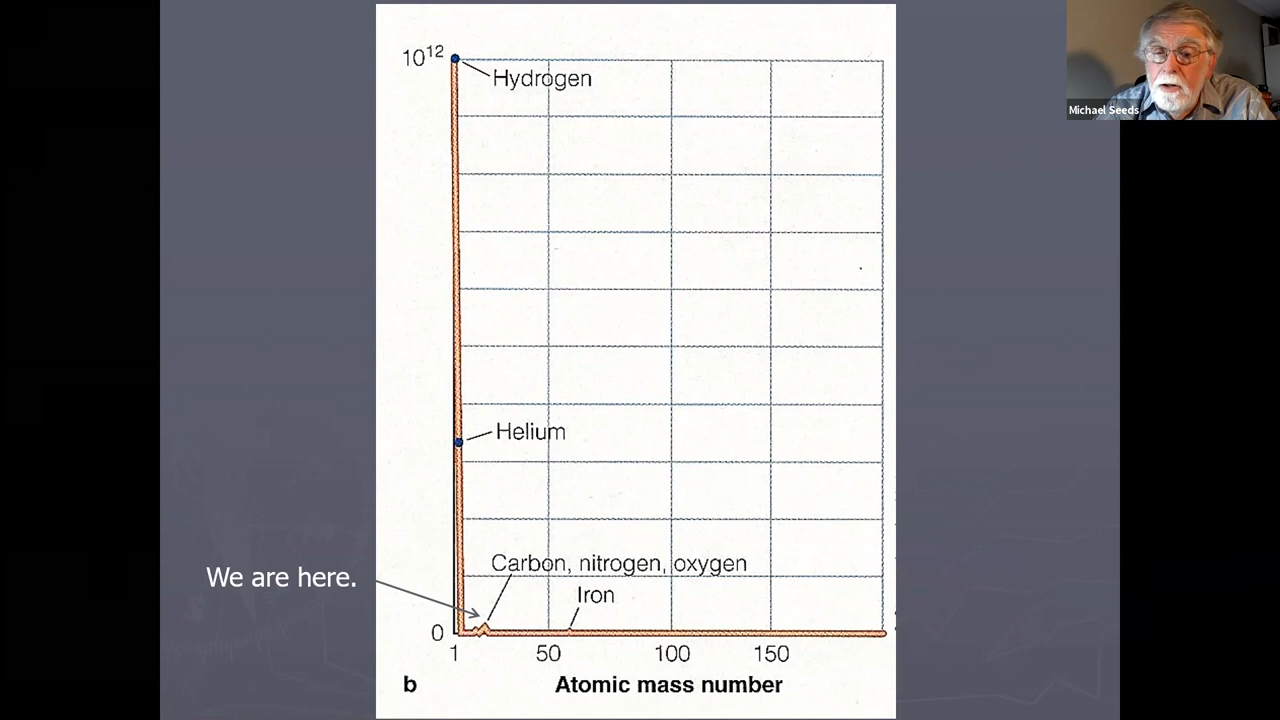 10¹²
Hydrogen
Michael Seeds
Helium
Carbon, nitrogen, oxygen
We are here.
Iron
0
1 50 100 150
b Atomic mass number